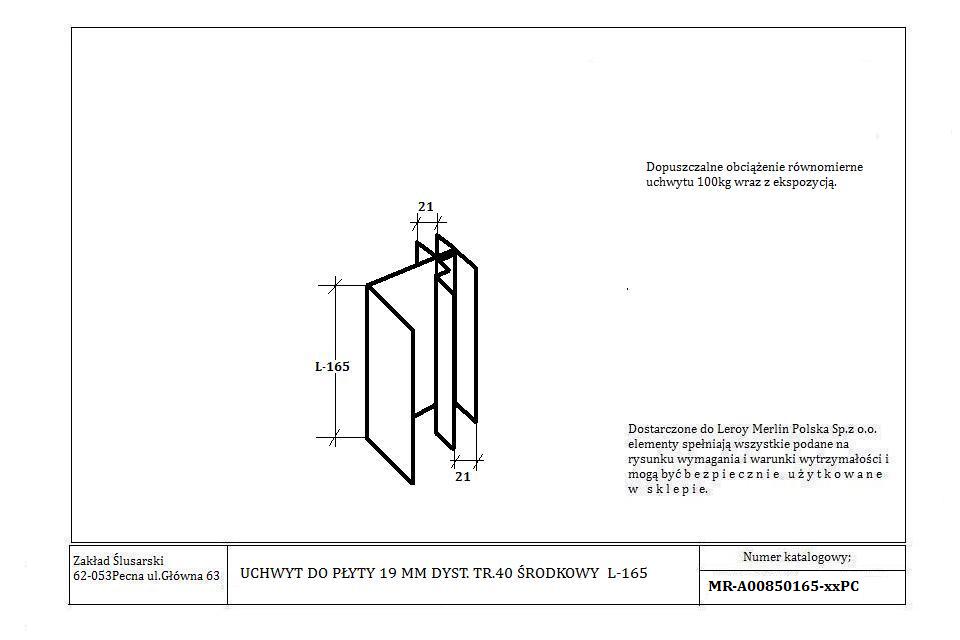 Dopuszczalne obciążenie równomierne
uchwytu 100kg wraz z ekspozycją.
21
L-165
21
Dostarczone do Leroy Merlin Polska Sp.z o.o.
elementy spełniają wszystkie podane na
rysunku wymagania i warunki wytrzymałości i
mogą być b e z p i e c z n i e u ż y t k o w a n e
w s k l e p i e.
Zakład Ślusarski
62-053Pecna ul.Główna 63
UCHWYT DO PŁYTY 19 MM DYST. TR.40 ŚRODKOWY L-165
Numer katalogowy;
MR-A00850165-xxPC